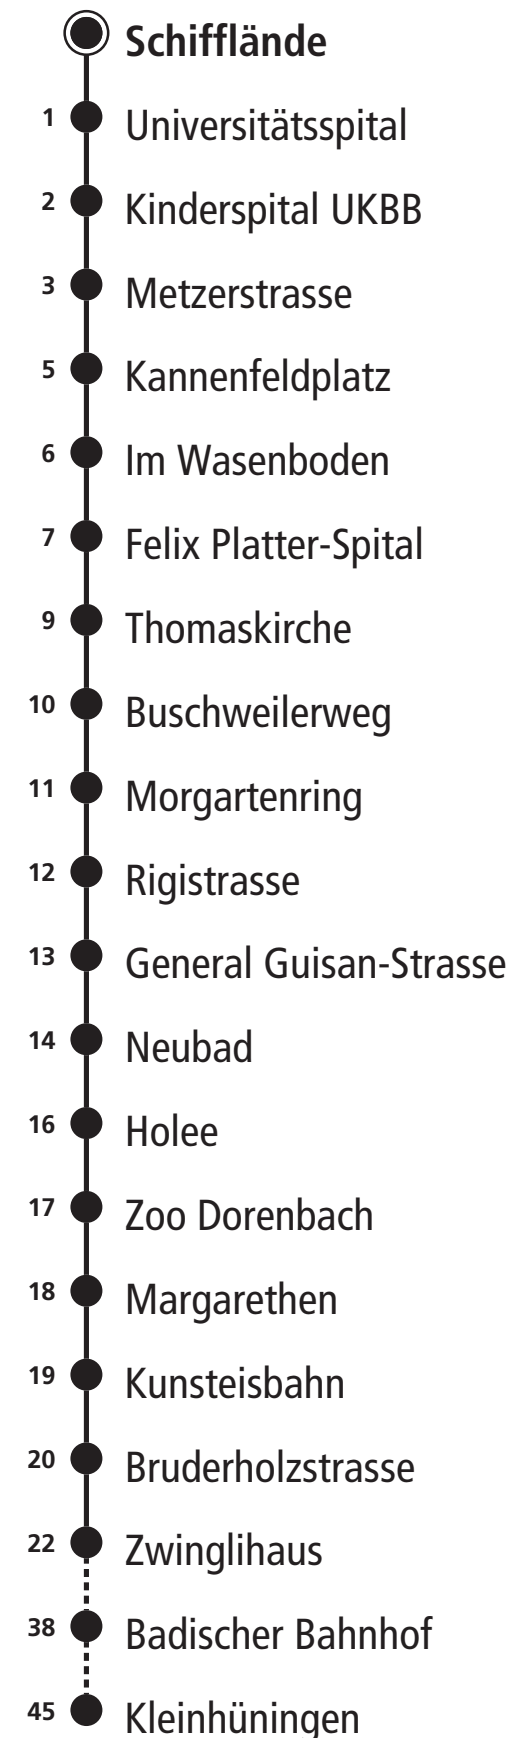 Schifflände
1 Universitätsspital
2 Kinderspital UKBB
3 Metzerstrasse
5 Kannenfeldplatz
6 Im Wasenboden
7 Felix Platter-Spital
9 Thomaskirche
10 Buschweilerweg
11 Morgartenring
12 Rigistrasse
13 General Guisan-Strasse
14 Neubad
16 Holee
17 Zoo Dorenbach
18 Margarethen
19 Kunsteisbahn
20 Bruderholzstrasse
22 Zwinglihaus
38 Badischer Bahnhof
45 Kleinhüningen